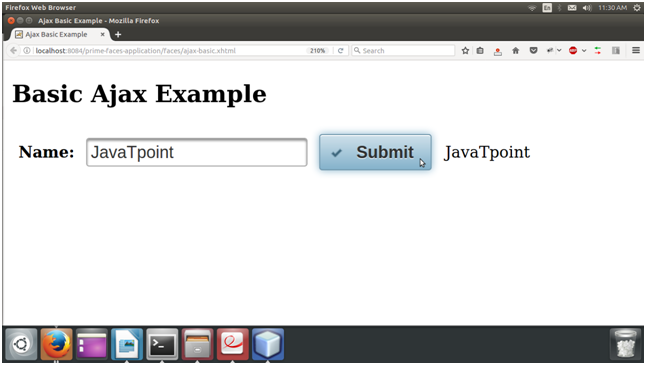 Firefox Web Browser
En
11:30 AM
Ajax Basic Example - Mozilla Firefox
Ajax Basic Example
localhost:8084/prime-faces-application/faces/ajax-basic.xhtml
210%
Search
Basic Ajax Example
Name:
JavaTpoint
Submit
JavaTpoint